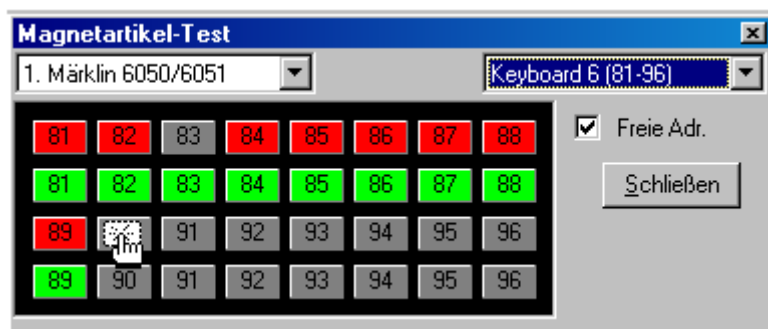 Magnetartikel-Test
1. Märklin 6050/6051 Keyboard 6 (81-96)
81 82 83 84 85 86 87 88 Freie Adr.
81 82 83 84 85 86 87 88 Schließen
89 91 92 93 94 95 96
89 90 91 92 93 94 95 96